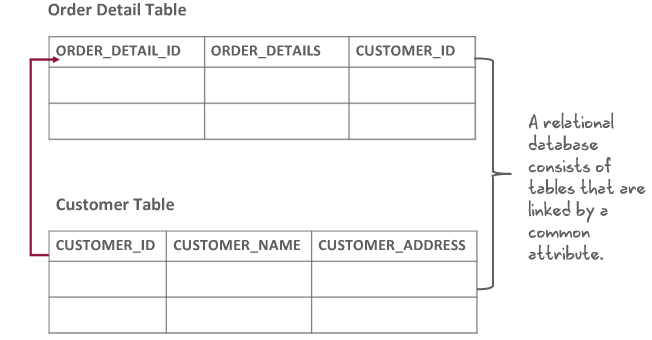 Order Detail Table
ORDER_DETAIL_ID ORDER_DETAILS CUSTOMER_ID
A relational
database
consists of
tables that are
linked by a
common
attribute.
Customer Table
CUSTOMER_ID CUSTOMER_NAME CUSTOMER_ADDRESS